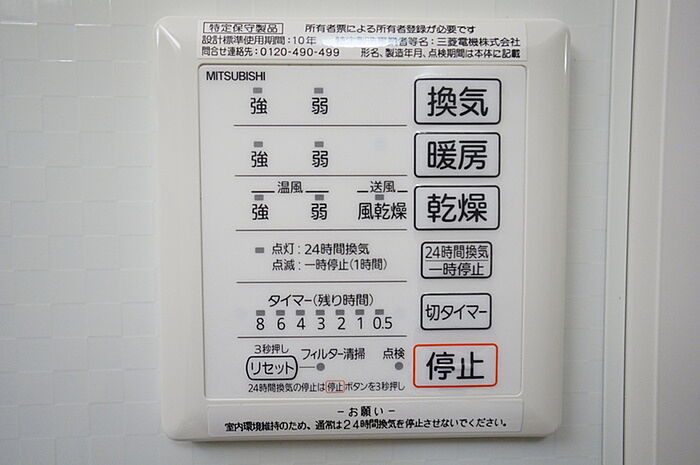 特定保守製品 所有者票による所有者登録が必要です
設計標準使用期間:10年 特定製造事業者等名:三菱電機株式会社
問合せ連絡先:0120-490-499 形名、製造年月、点検期間は本体に記載
MITSUBISHI
強 弱 換気
強 弱 暖房
温風 送風
強 弱 風乾燥 乾燥
点灯:24時間換気
点滅:一時停止(1時間)
24時間換気
一時停止
タイマー(残り時間)
8 6 4 3 2 1 0.5
切タイマー
3秒押し
リセット フィルター清掃 点検
停止
24時間換気の停止は停止ボタンを3秒押し
-お願い-
室内環境維持のため、通常は24時間換気を停止させないでください。